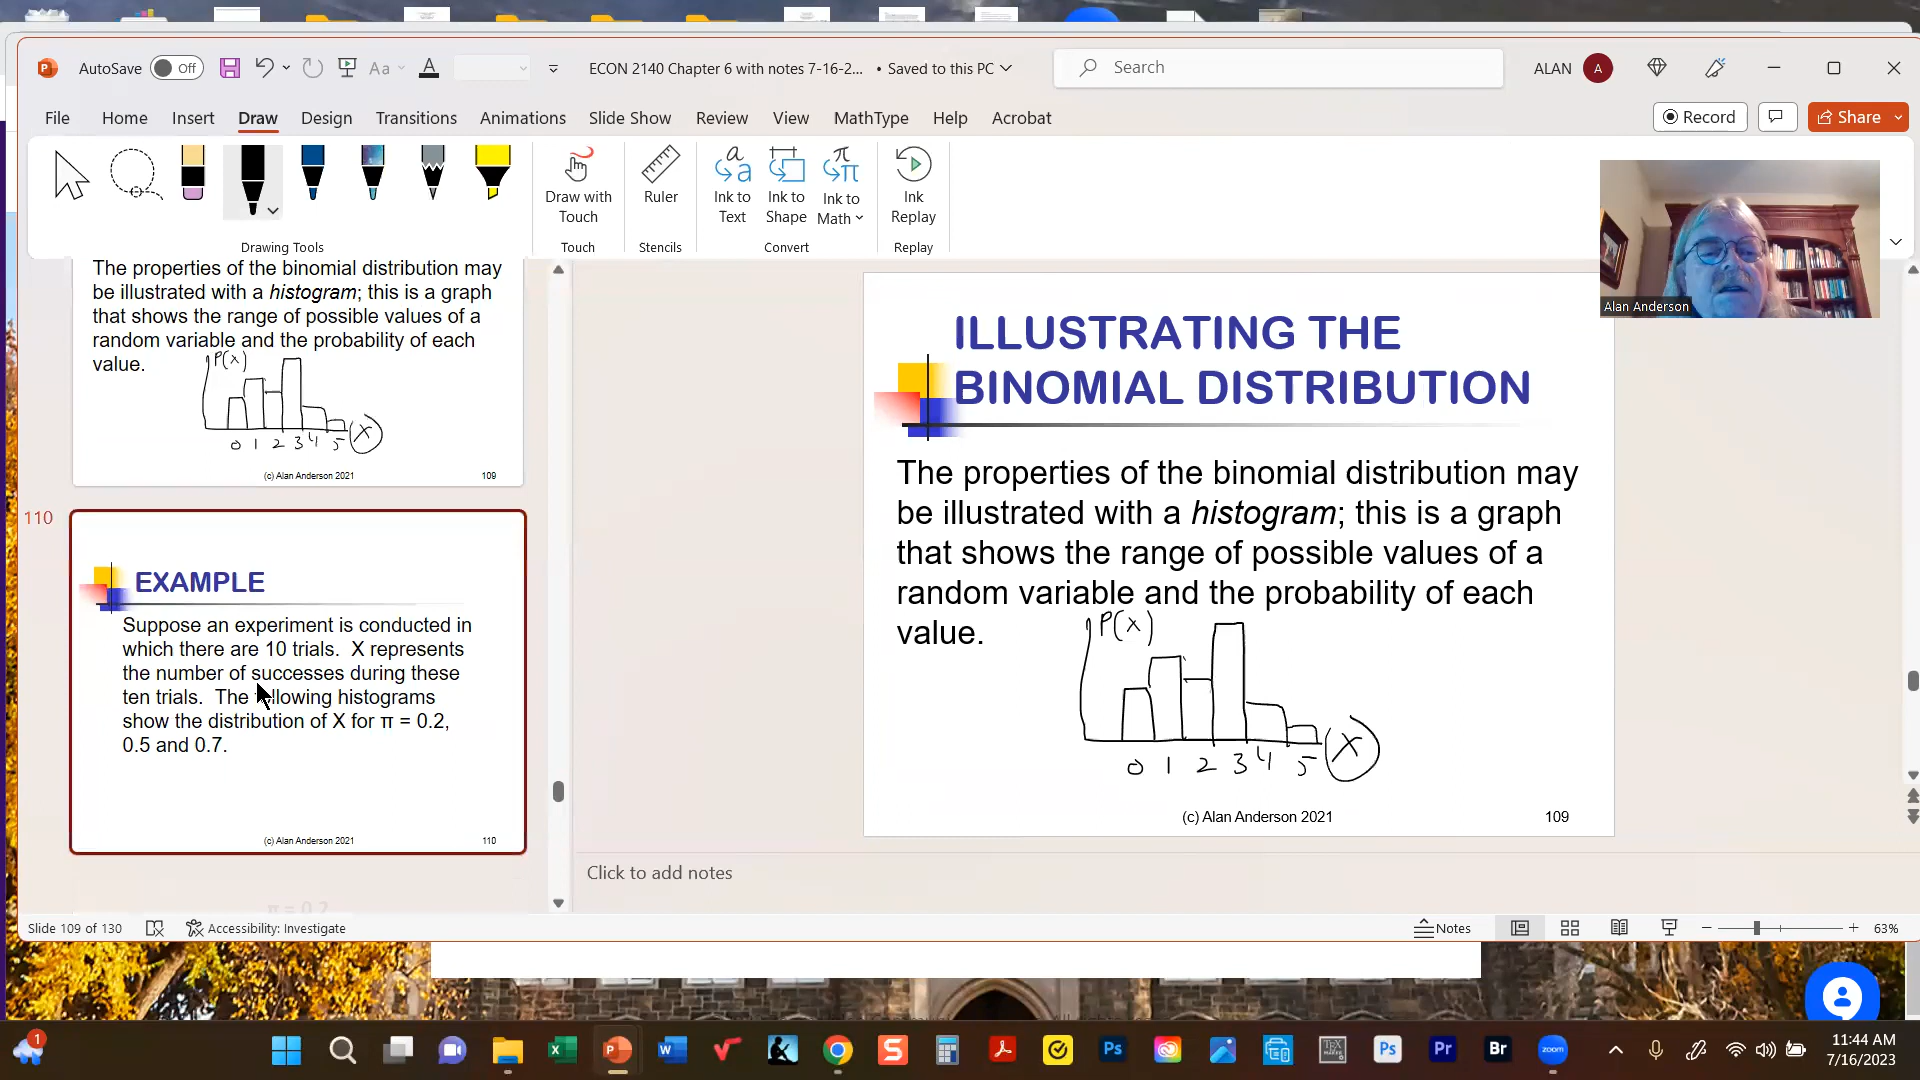 AutoSave
Off
Aa
A
ECON 2140 Chapter 6 with notes 7-16-2... • Saved to this PC
Search
ALAN
A
File
Home
Insert
Draw
Design
Transitions
Animations
Slide Show
Review
View
MathType
Help
Acrobat
Record
Share
Draw with
Touch
Ruler
Ink to
Text
Ink to
Shape
Ink to
Math
Ink
Replay
Drawing Tools
Touch
Stencils
Convert
Replay
Alan Anderson
The properties of the binomial distribution may
be illustrated with a histogram; this is a graph
that shows the range of possible values of a
random variable and the probability of each
value.
P(x)
0 1 2 3 4 5 X
(c) Alan Anderson 2021
109
110
EXAMPLE
Suppose an experiment is conducted in
which there are 10 trials. X represents
the number of successes during these
ten trials. The following histograms
show the distribution of X for π = 0.2,
0.5 and 0.7.
(c) Alan Anderson 2021
110
π = 0.2
ILLUSTRATING THE
BINOMIAL DISTRIBUTION
The properties of the binomial distribution may
be illustrated with a histogram; this is a graph
that shows the range of possible values of a
random variable and the probability of each
value.
P(x)
0 1 2 3 4 5 X
(c) Alan Anderson 2021
109
Click to add notes
Slide 109 of 130
Accessibility: Investigate
Notes
63%
1
Ps
Ps
Pr
Br
zoom
11:44 AM
7/16/2023